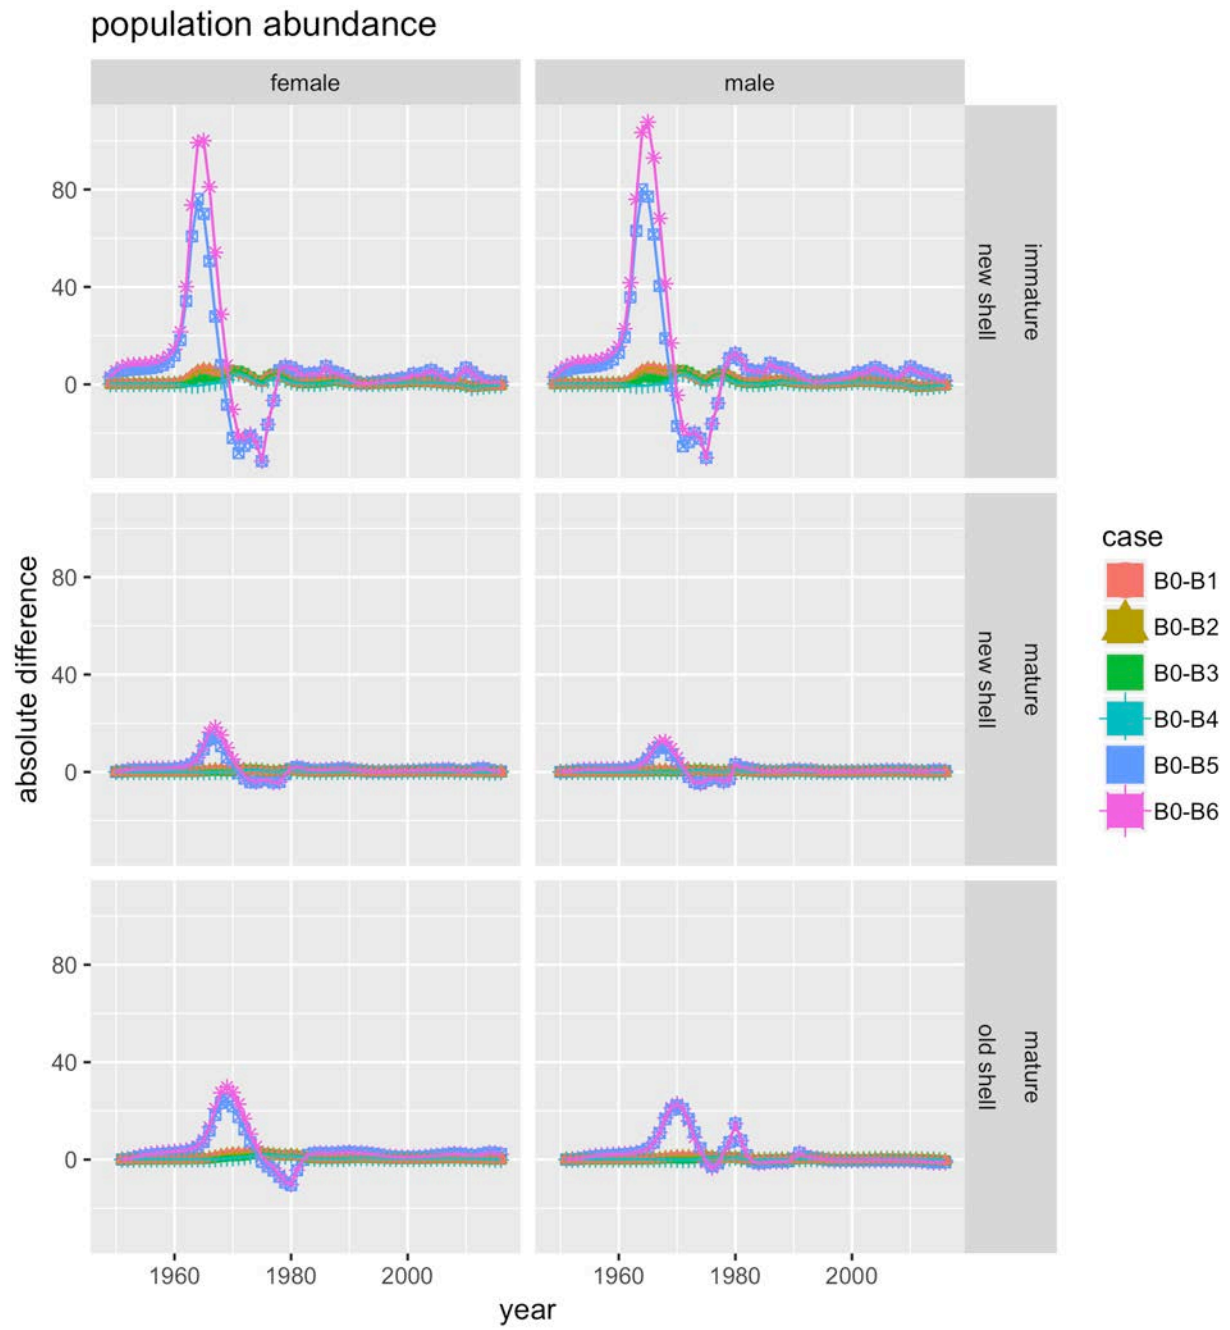 population abundance
female
male
80
40
0
immature
new shell
80
40
0
mature
new shell
80
40
0
mature
old shell
absolute difference
1960
1980
2000
1960
1980
2000
year
case
B0-B1
B0-B2
B0-B3
B0-B4
B0-B5
B0-B6